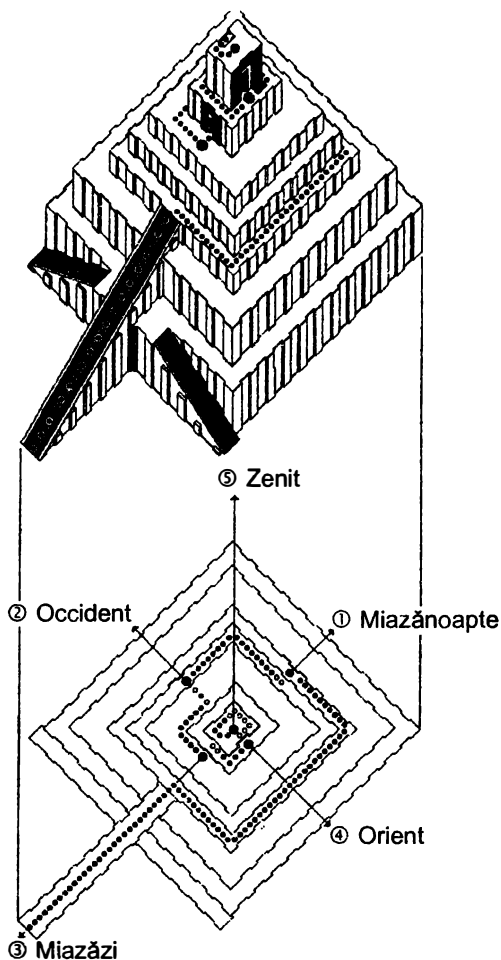 ⑤ Zenit
② Occident
① Miazănoapte
④ Orient
③ Miazăzi